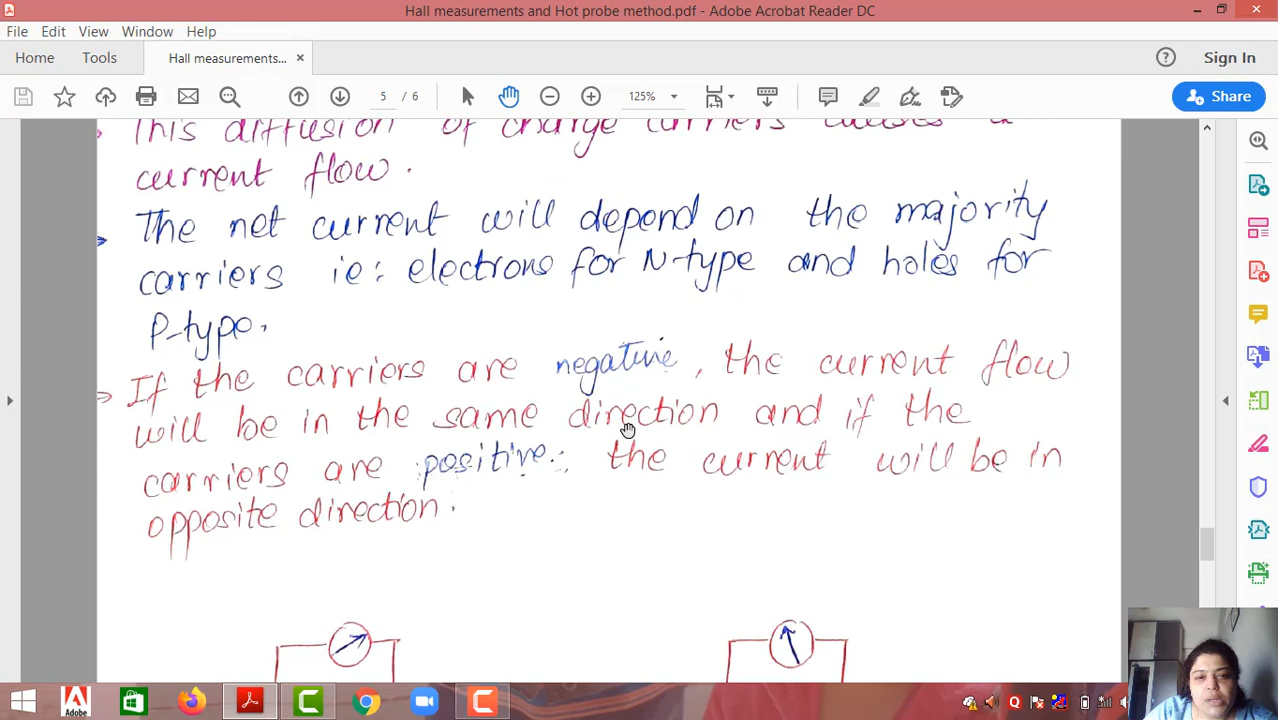 Hall measurements and Hot probe method.pdf - Adobe Acrobat Reader DC
File Edit View Window Help
Home Tools Hall measurements... × Sign In
5 / 6 125% Share
This diffusion of charge carriers causes a
current flow.
The net current will depend on the majority
carriers ie: electrons for N-type and holes for
P-type.
If the carriers are negative, the current flow
will be in the same direction and if the
carriers are positive, the current will be in
opposite direction.
Adobe